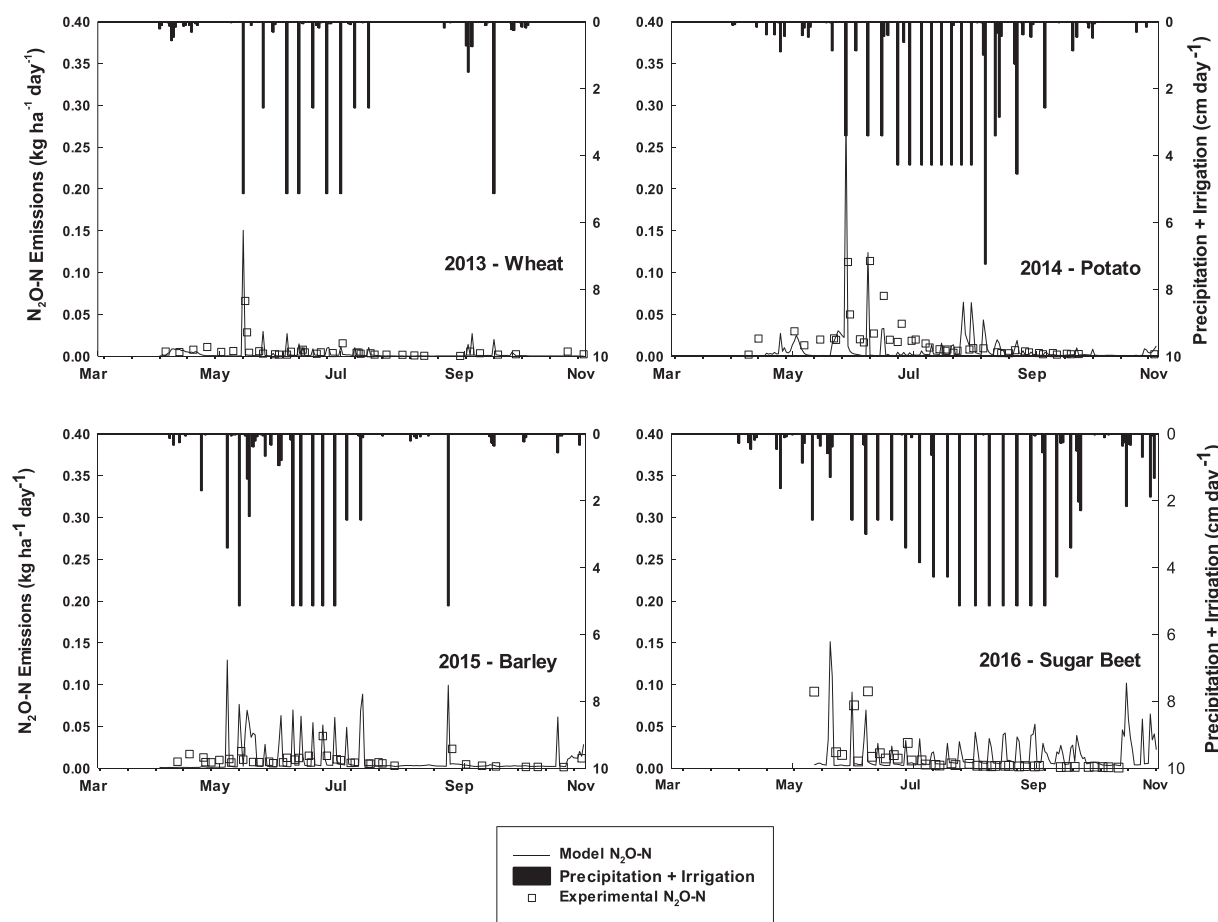 N₂O-N Emissions (kg ha⁻¹ day⁻¹)
0.40
0.35
0.30
0.25
0.20
0.15
0.10
0.05
0.00
Mar
May
Jul
Sep
Nov
0
2
4
6
8
10
2013 - Wheat
0.40
0.35
0.30
0.25
0.20
0.15
0.10
0.05
0.00
Mar
May
Jul
Sep
Nov
0
2
4
6
8
10
2014 - Potato
Precipitation + Irrigation (cm day⁻¹)
N₂O-N Emissions (kg ha⁻¹ day⁻¹)
0.40
0.35
0.30
0.25
0.20
0.15
0.10
0.05
0.00
Mar
May
Jul
Sep
Nov
0
2
4
6
8
10
2015 - Barley
0.40
0.35
0.30
0.25
0.20
0.15
0.10
0.05
0.00
Mar
May
Jul
Sep
Nov
0
2
4
6
8
10
2016 - Sugar Beet
Precipitation + Irrigation (cm day⁻¹)
Model N₂O-N
Precipitation + Irrigation
Experimental N₂O-N